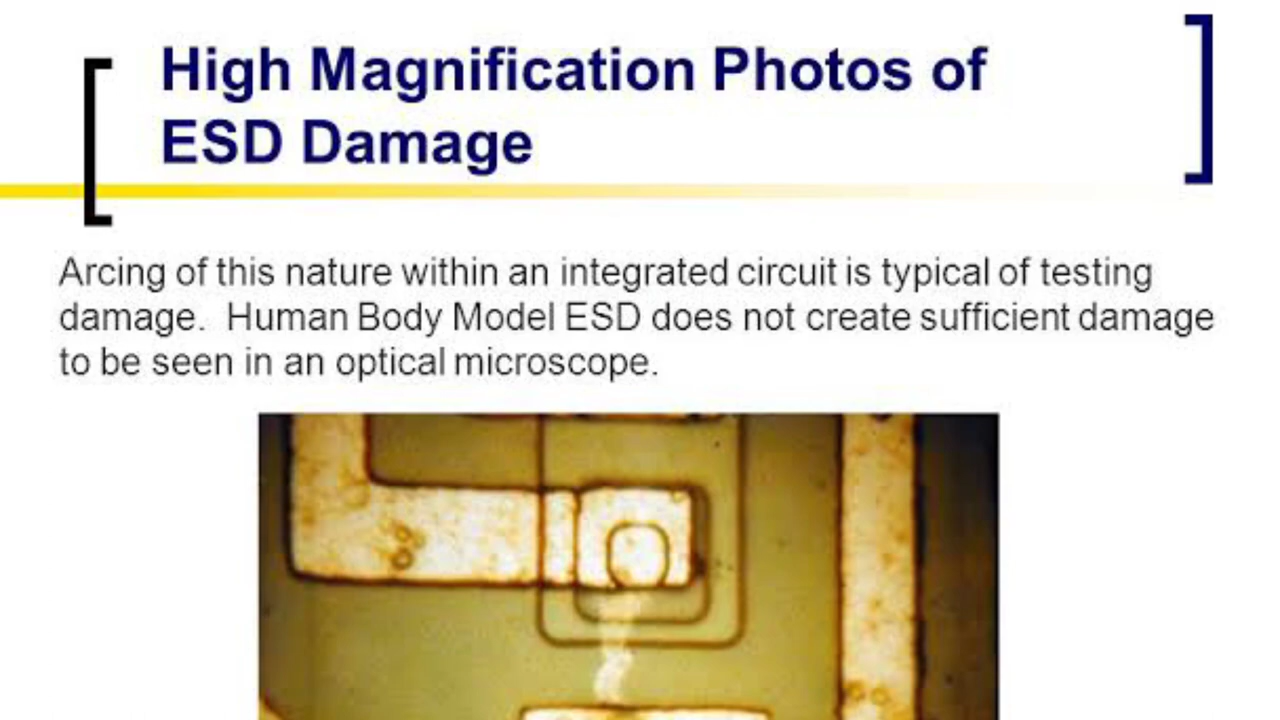 High Magnification Photos of
ESD Damage
Arcing of this nature within an integrated circuit is typical of testing
damage.  Human Body Model ESD does not create sufficient damage
to be seen in an optical microscope.